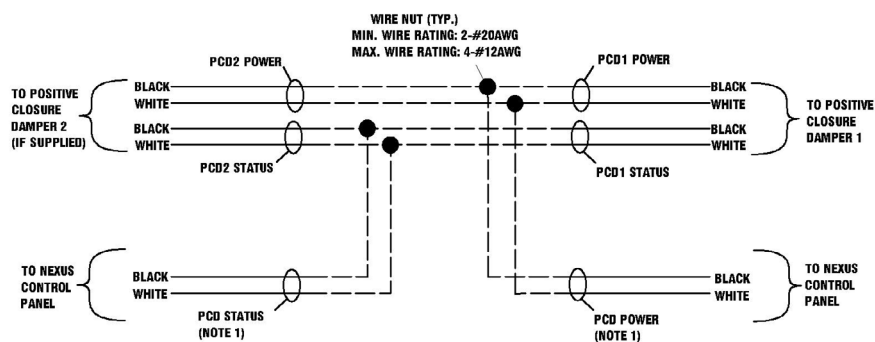 WIRE NUT (TYP.)
MIN. WIRE RATING: 2-#20AWG
MAX. WIRE RATING: 4-#12AWG
PCD2 POWER
PCD1 POWER
TO POSITIVE
CLOSURE
DAMPER 2
(IF SUPPLIED)
BLACK
WHITE
BLACK
WHITE
BLACK
WHITE
BLACK
WHITE
TO POSITIVE
CLOSURE
DAMPER 1
PCD2 STATUS
PCD1 STATUS
TO NEXUS
CONTROL
PANEL
BLACK
WHITE
PCD STATUS
(NOTE 1)
BLACK
WHITE
TO NEXUS
CONTROL
PANEL
PCD POWER
(NOTE 1)